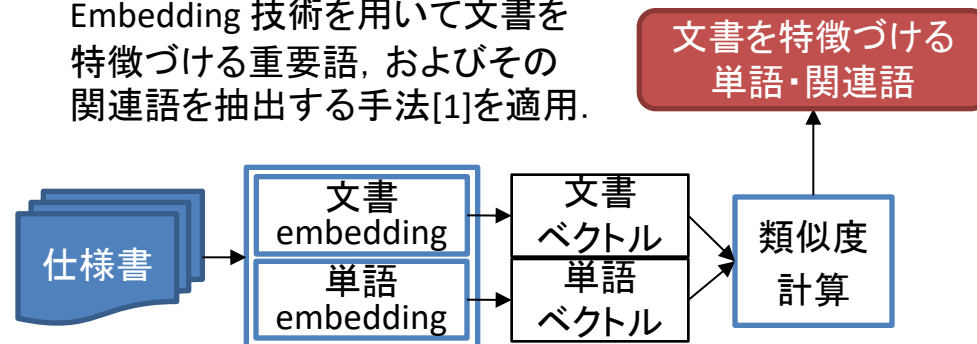 Embedding 技術を用いて文書を
特徴づける重要語，およびその
関連語を抽出する手法[1]を適用．
文書を特徴づける
単語・関連語
仕様書
文書
embedding
単語
embedding
文書
ベクトル
単語
ベクトル
類似度
計算